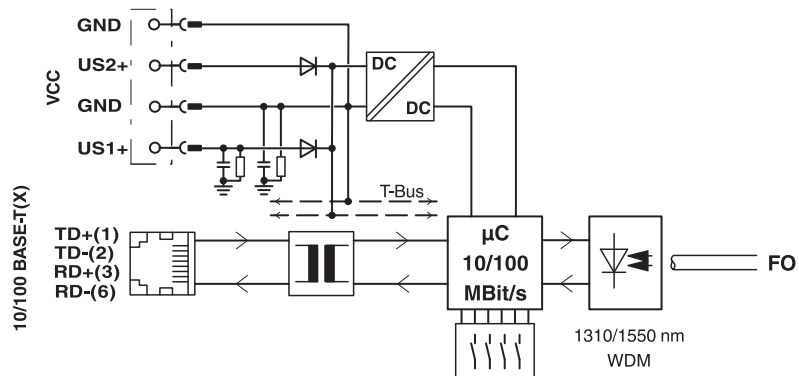 GND
US2+
GND
US1+
VCC
DC
DC
T-Bus
10/100 BASE-T(X)
TD+(1)
TD-(2)
RD+(3)
RD-(6)
µC
10/100
MBit/s
FO
1310/1550 nm
WDM